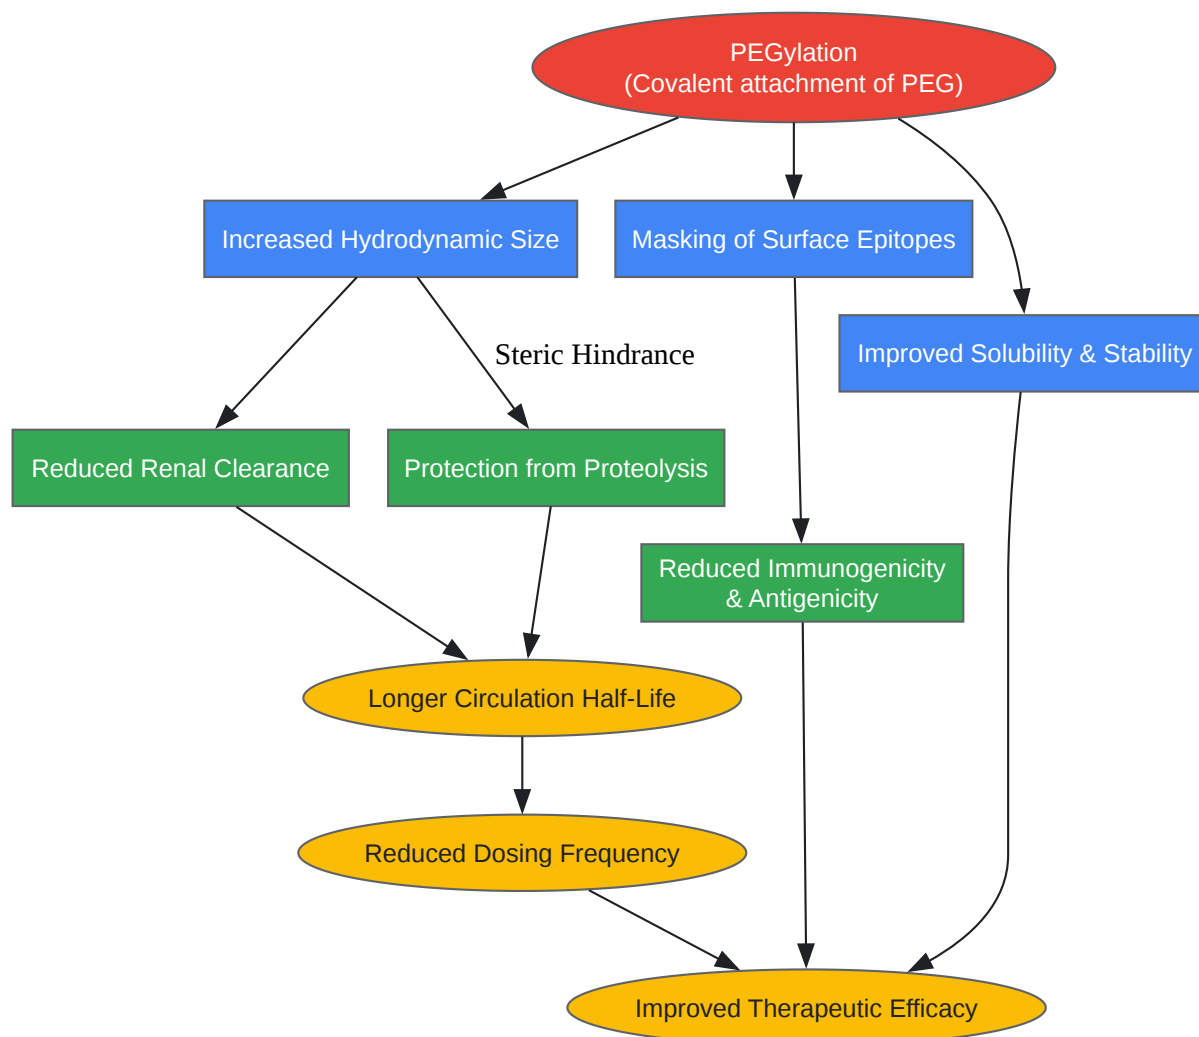 PEGylation
(Covalent attachment of PEG)
Increased Hydrodynamic Size
Masking of Surface Epitopes
Steric Hindrance
Improved Solubility & Stability
Reduced Renal Clearance
Protection from Proteolysis
Reduced Immunogenicity
& Antigenicity
Longer Circulation Half-Life
Reduced Dosing Frequency
Improved Therapeutic Efficacy